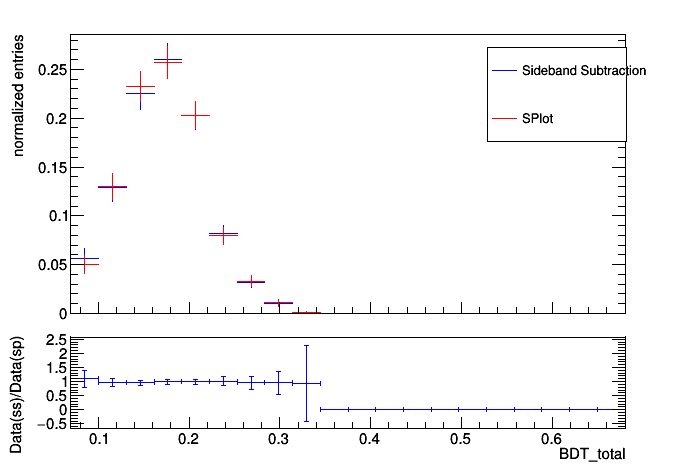 normalized entries
0.25
0.2
0.15
0.1
0.05
0
Sideband Subtraction
SPlot
Data(ss)/Data(sp)
2.5
2
1.5
1
0.5
0
−0.5
0.1 0.2 0.3 0.4 0.5 0.6
BDT_total